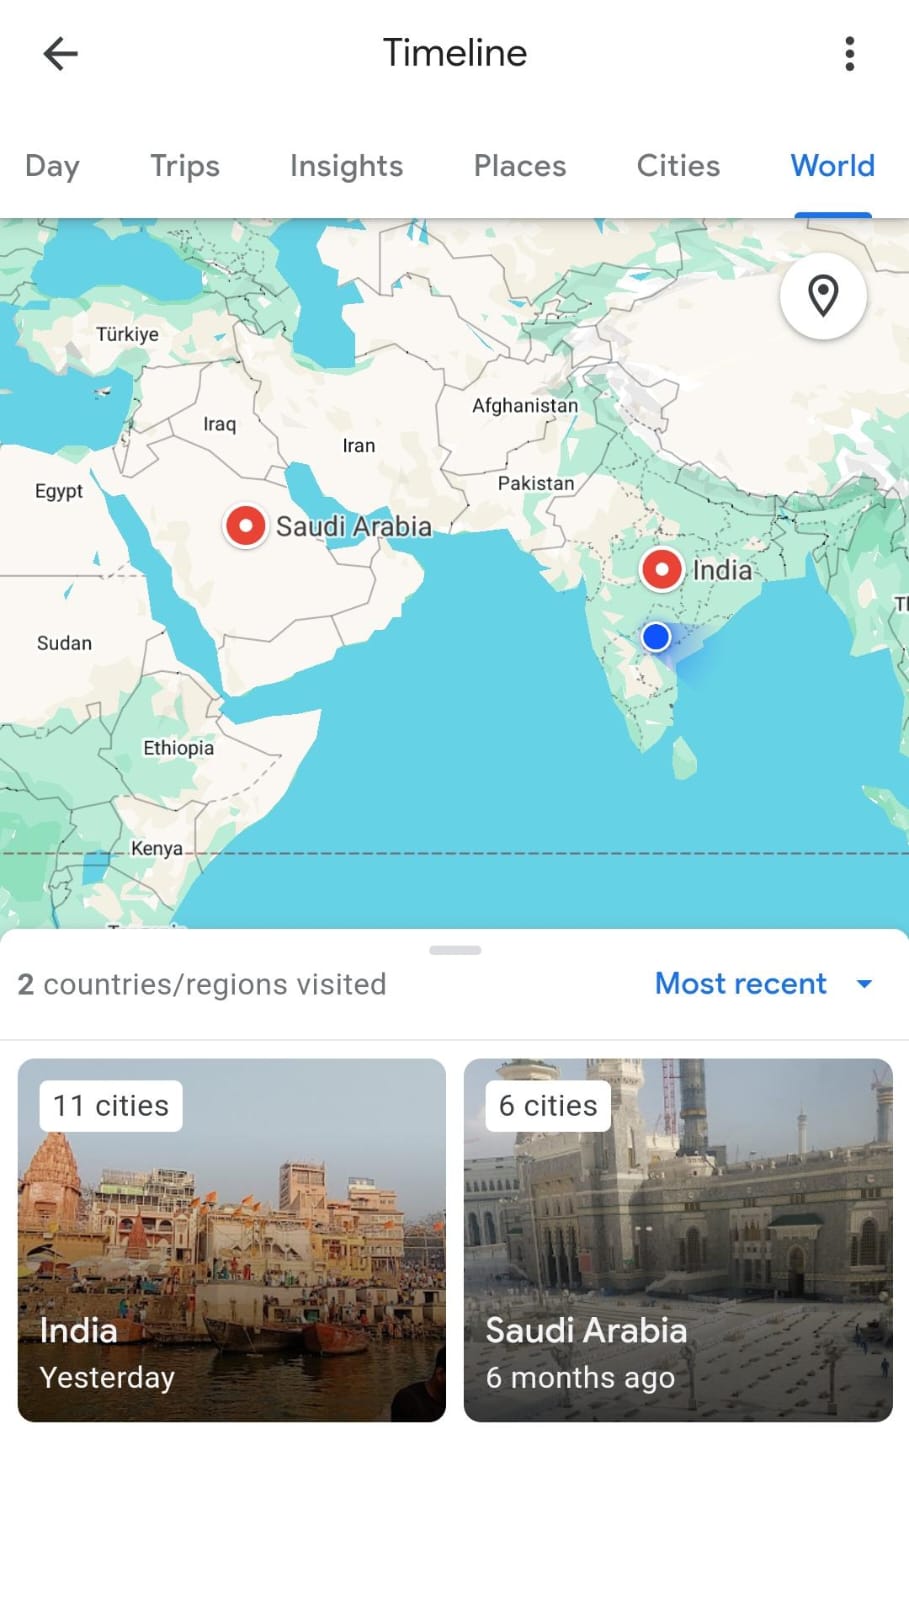 Timeline
Day Trips Insights Places Cities World
Türkiye
Afghanistan
Iraq
Iran
Pakistan
Egypt
Saudi Arabia
India
Sudan
Ethiopia
Kenya
2 countries/regions visited
Most recent
11 cities
India
Yesterday
6 cities
Saudi Arabia
6 months ago